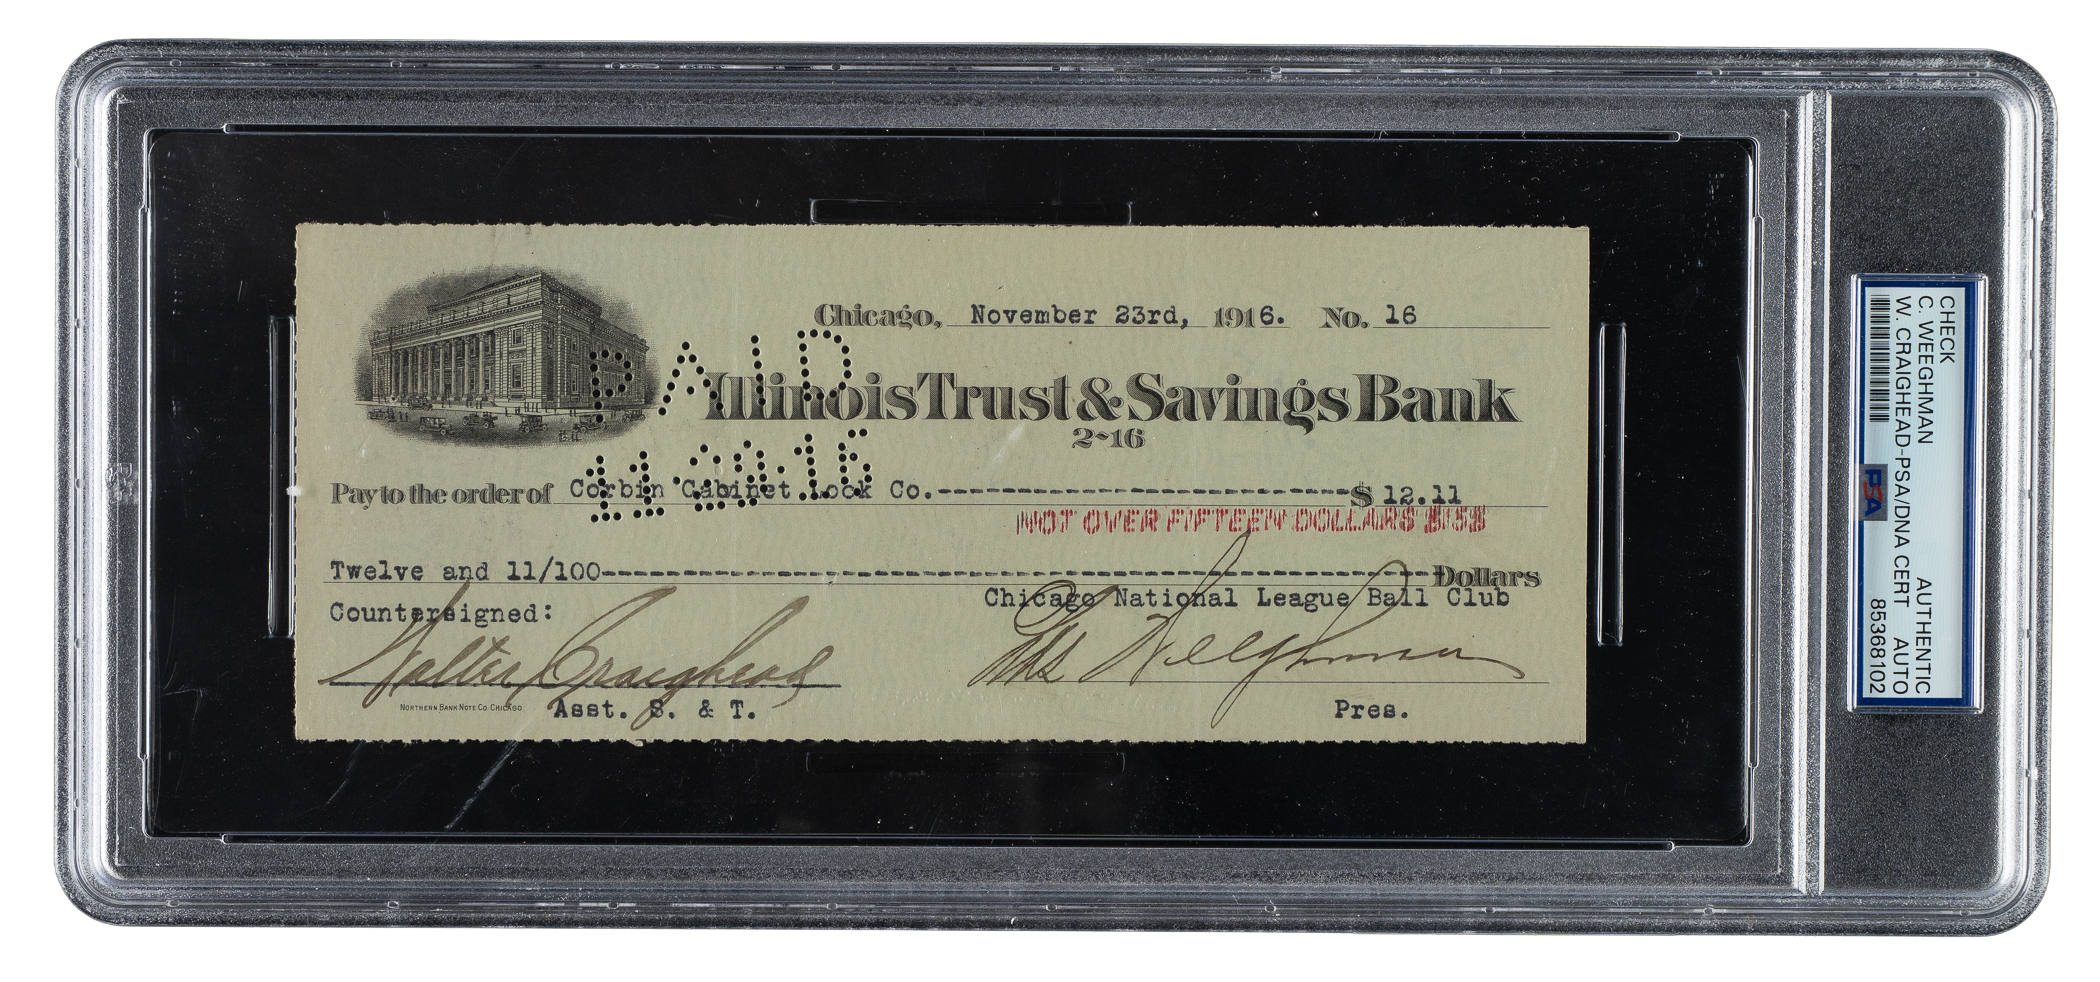 Chicago, November 23rd, 1916. No. 16
PAID
Illinois Trust & Savings Bank
2-16
11-29-16
Pay to the order of Corbin Cabinet Lock Co.--------------------------------$ 12.11
NOT OVER FIFTEEN DOLLARS $15$
Twelve and 11/100----------------------------------------------------------------Dollars
Chicago National League Ball Club
Countersigned:
Walter Craighead
Chas Weeghman
NORTHERN BANK NOTE CO. CHICAGO
Asst. S. & T.
Pres.
CHECK
C. WEEGHMAN
W. CRAIGHEAD-PSA/DNA CERT
AUTHENTIC
AUTO
85368102
PSA